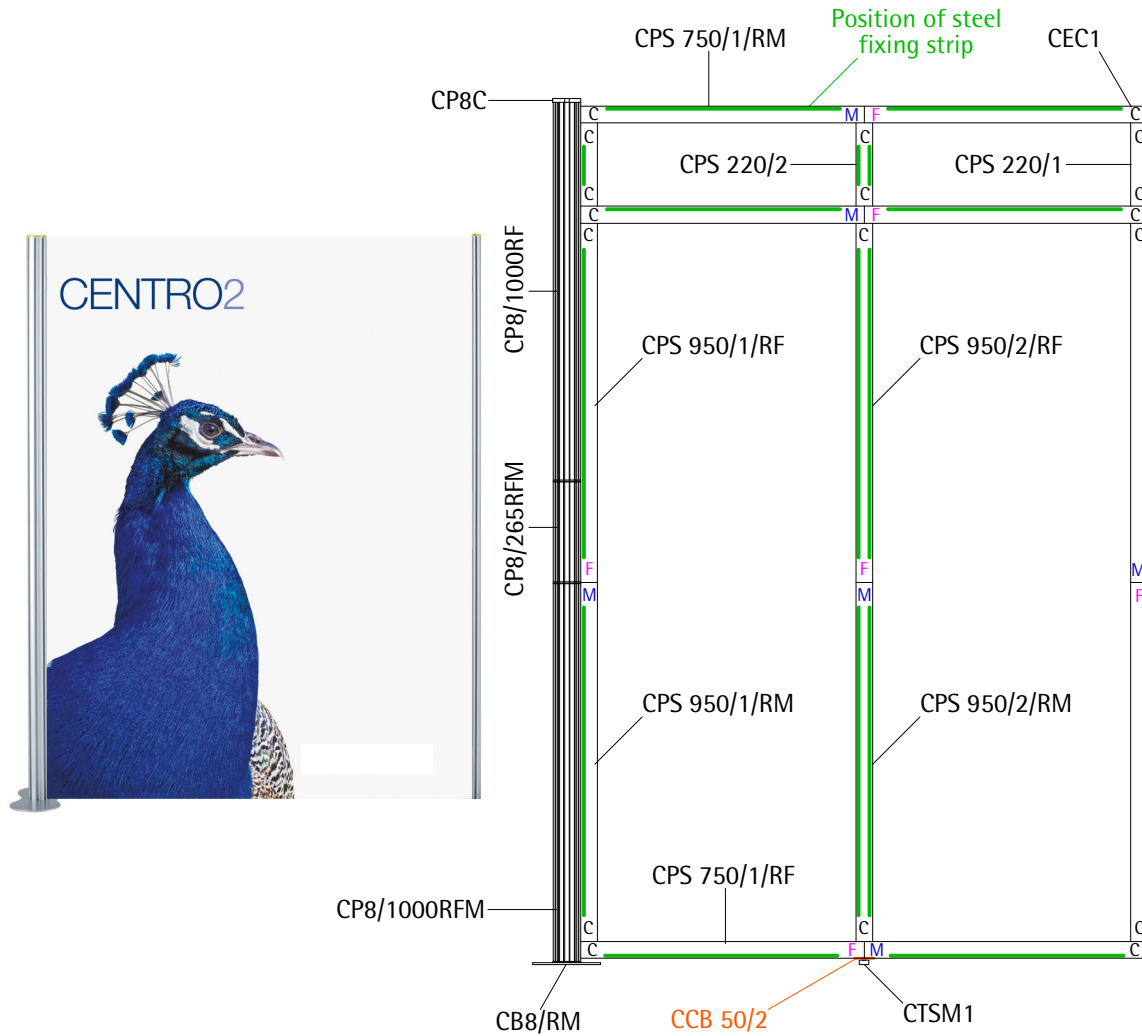 Position of steel
fixing strip
CPS 750/1/RM
CEC1
CP8C
C M F C
C C C
CPS 220/2
CPS 220/1
C C C
C M F C
C C C
CP8/1000RF
CENTRO2
CPS 950/1/RF
CPS 950/2/RF
CP8/265RFM
F F M
M M F
CPS 950/1/RM
CPS 950/2/RM
CPS 750/1/RF
CP8/1000RFM
C C C
C F M C
CB8/RM
CCB 50/2
CTSM1